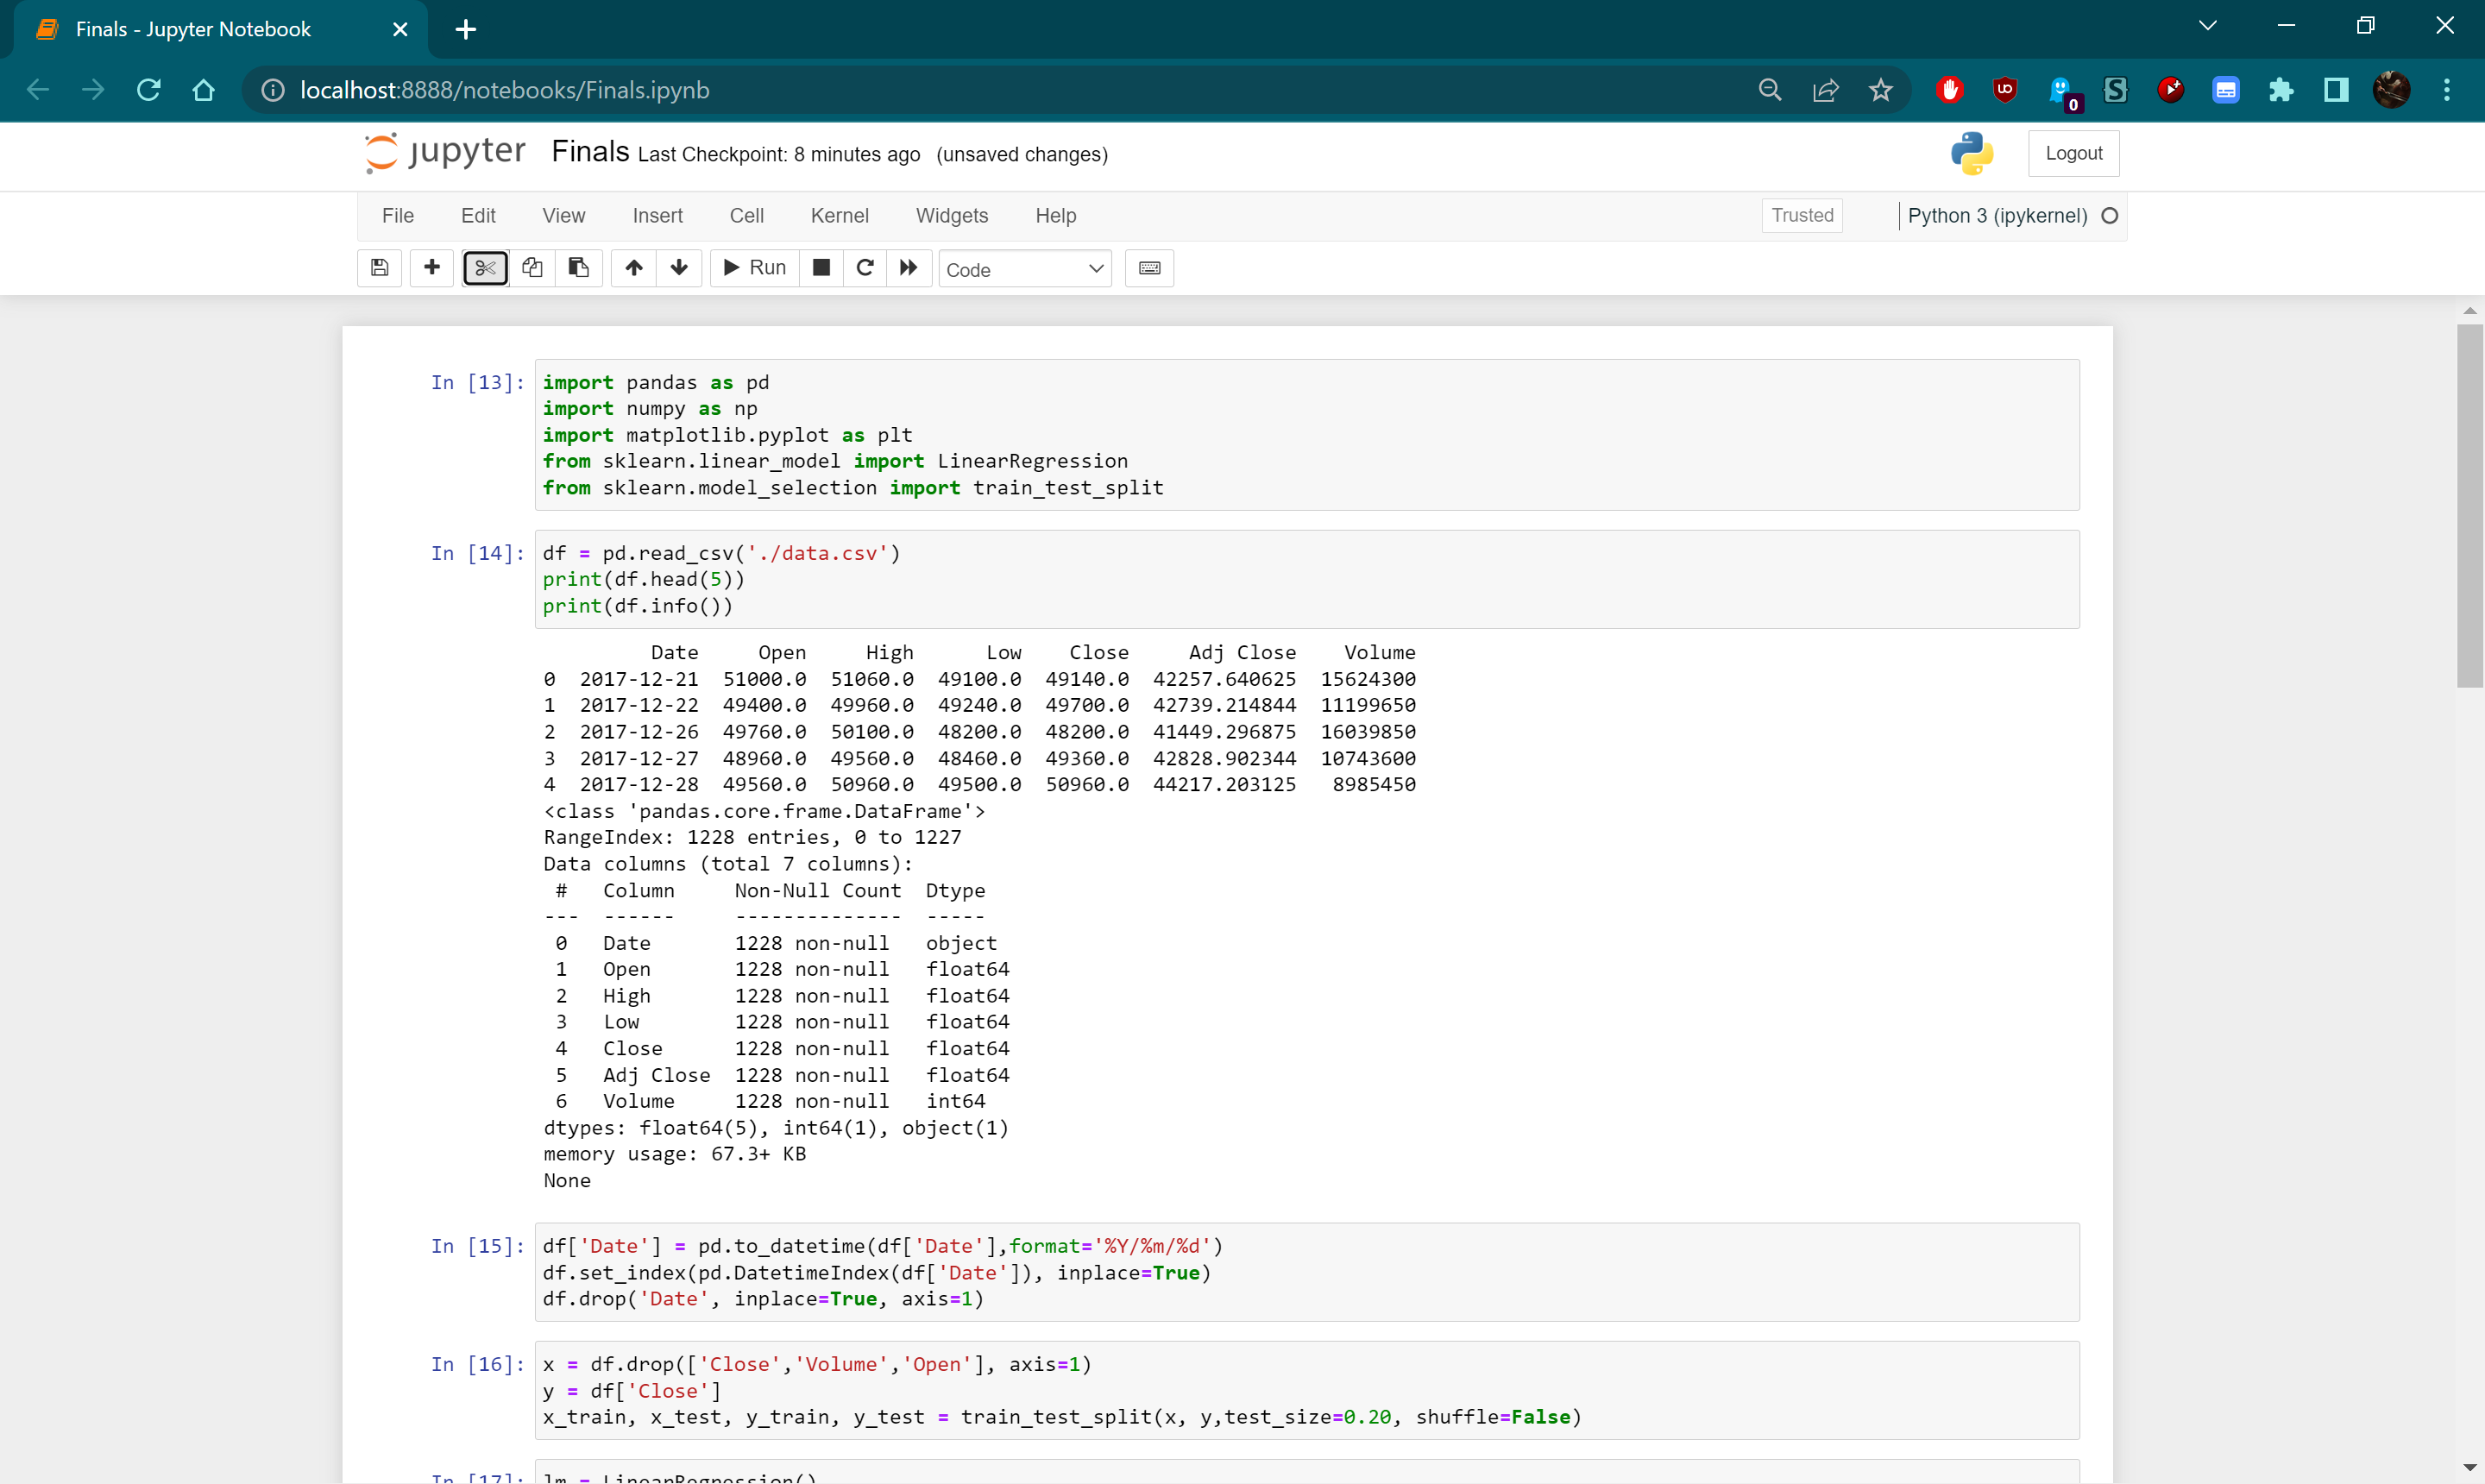 Finals - Jupyter Notebook
localhost:8888/notebooks/Finals.ipynb
0
jupyter Finals Last Checkpoint: 8 minutes ago (unsaved changes)
Logout
File Edit View Insert Cell Kernel Widgets Help
Trusted
Python 3 (ipykernel)
Run
Code
In [13]:
import pandas as pd
import numpy as np
import matplotlib.pyplot as plt
from sklearn.linear_model import LinearRegression
from sklearn.model_selection import train_test_split
In [14]:
df = pd.read_csv('./data.csv')
print(df.head(5))
print(df.info())
Date Open High Low Close Adj Close Volume
0 2017-12-21 51000.0 51060.0 49100.0 49140.0 42257.640625 15624300
1 2017-12-22 49400.0 49960.0 49240.0 49700.0 42739.214844 11199650
2 2017-12-26 49760.0 50100.0 48200.0 48200.0 41449.296875 16039850
3 2017-12-27 48960.0 49560.0 48460.0 49360.0 42828.902344 10743600
4 2017-12-28 49560.0 50960.0 49500.0 50960.0 44217.203125 8985450
<class 'pandas.core.frame.DataFrame'>
RangeIndex: 1228 entries, 0 to 1227
Data columns (total 7 columns):
# Column Non-Null Count Dtype
--- ------ -------------- -----
0 Date 1228 non-null object
1 Open 1228 non-null float64
2 High 1228 non-null float64
3 Low 1228 non-null float64
4 Close 1228 non-null float64
5 Adj Close 1228 non-null float64
6 Volume 1228 non-null int64
dtypes: float64(5), int64(1), object(1)
memory usage: 67.3+ KB
None
In [15]:
df['Date'] = pd.to_datetime(df['Date'],format='%Y/%m/%d')
df.set_index(pd.DatetimeIndex(df['Date']), inplace=True)
df.drop('Date', inplace=True, axis=1)
In [16]:
x = df.drop(['Close','Volume','Open'], axis=1)
y = df['Close']
x_train, x_test, y_train, y_test = train_test_split(x, y,test_size=0.20, shuffle=False)
In [17]:
lm = LinearRegression()